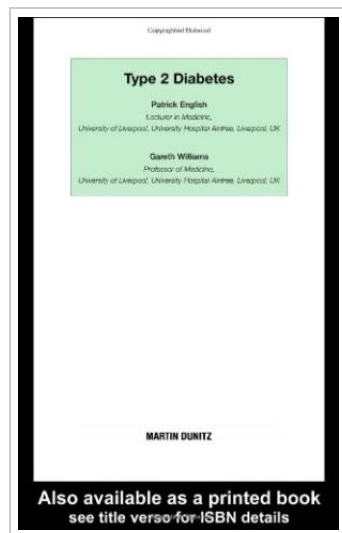 Copyrighted Material
Type 2 Diabetes
Patrick English
Lecturer in Medicine,
University of Liverpool, University Hospital Aintree, Liverpool, UK
Gareth Williams
Professor of Medicine,
University of Liverpool, University Hospital Aintree, Liverpool, UK
MARTIN DUNITZ
Also available as a printed book
see title verso for ISBN details